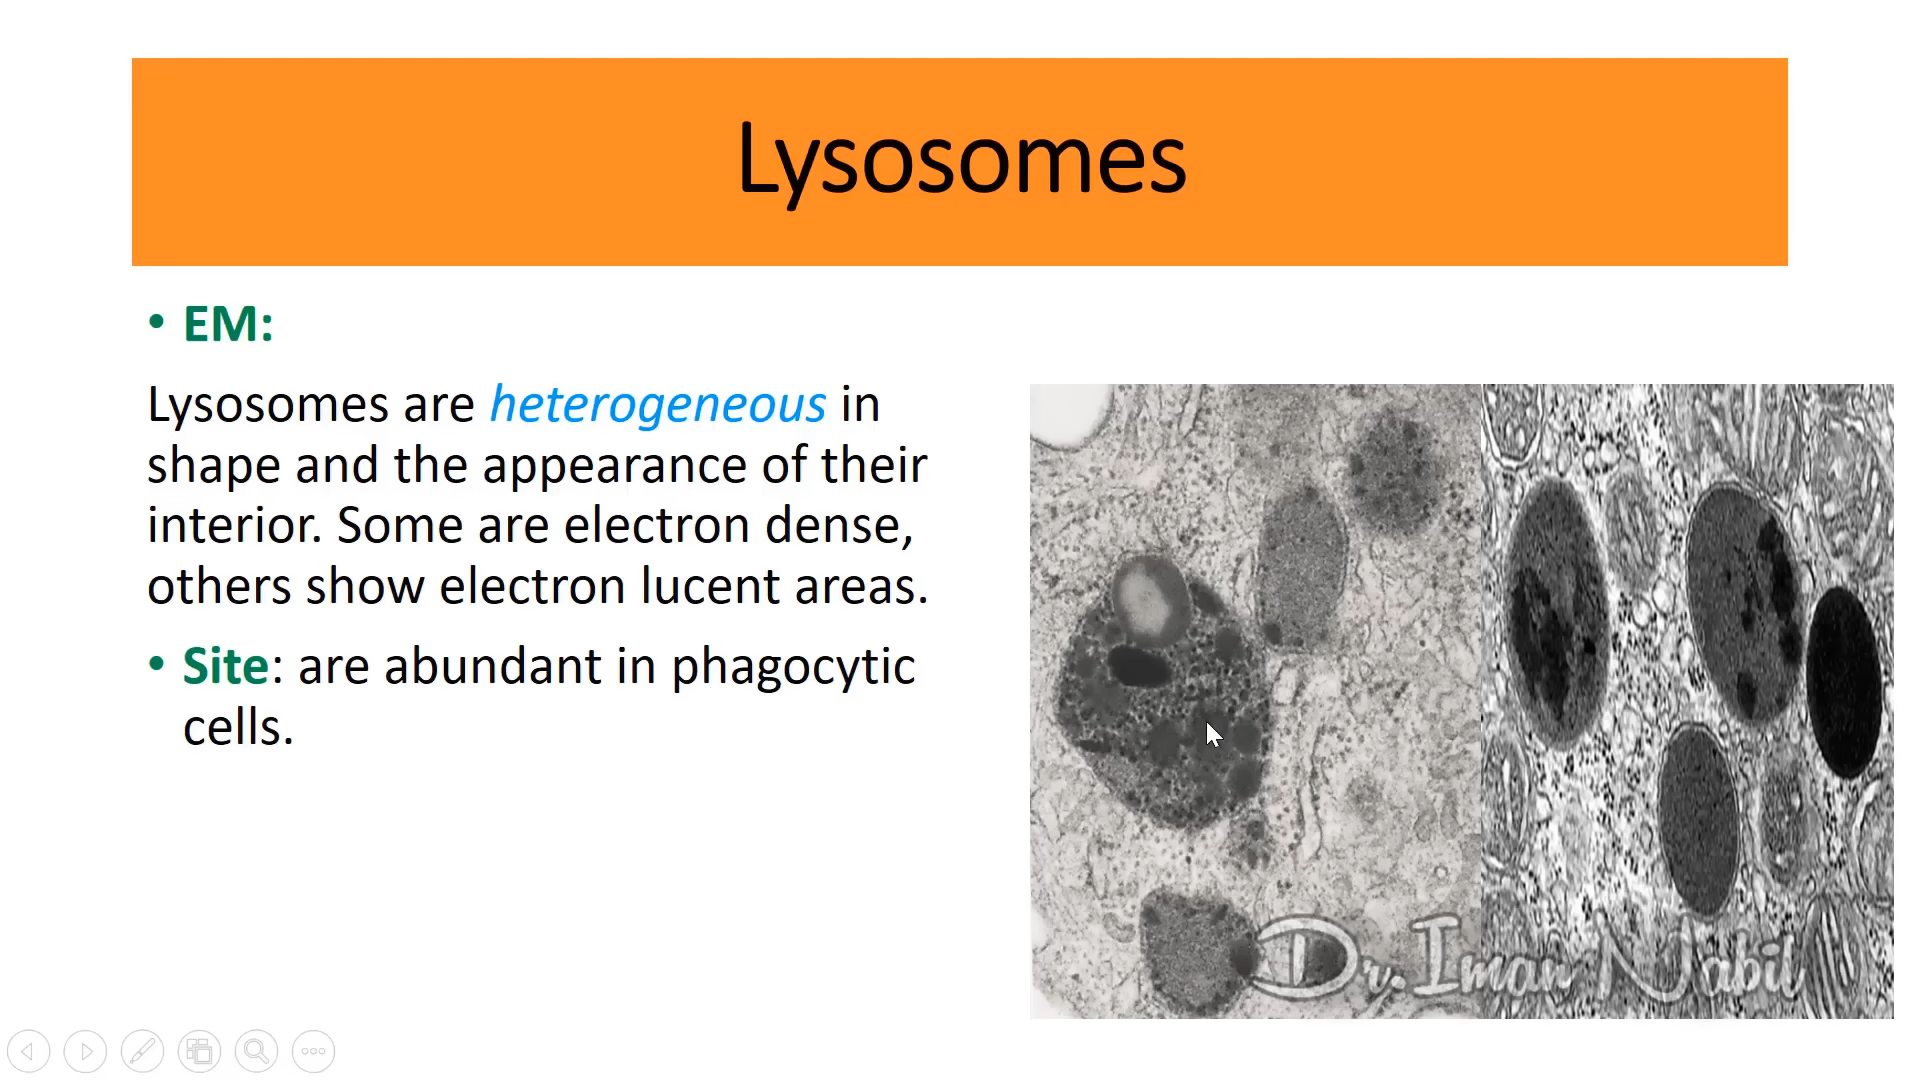 Lysosomes
• EM:
Lysosomes are heterogeneous in
shape and the appearance of their
interior. Some are electron dense,
others show electron lucent areas.
• Site: are abundant in phagocytic
cells.
Dr. Iman Nabil